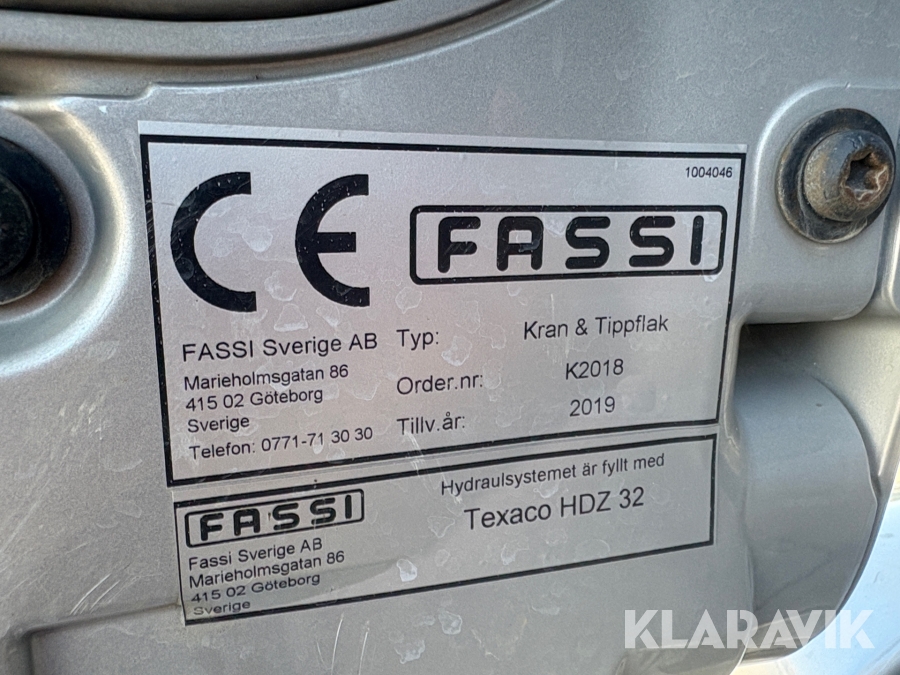 1004046
CE FASSI
FASSI Sverige AB
Marieholmsgatan 86
415 02 Göteborg
Sverige
Telefon: 0771-71 30 30
Typ: Kran & Tippflak
Order.nr: K2018
Tillv.år: 2019
FASSI
Fassi Sverige AB
Marieholmsgatan 86
415 02 Göteborg
Sverige
Hydraulsystemet är fyllt med
Texaco HDZ 32
KLARAVIK